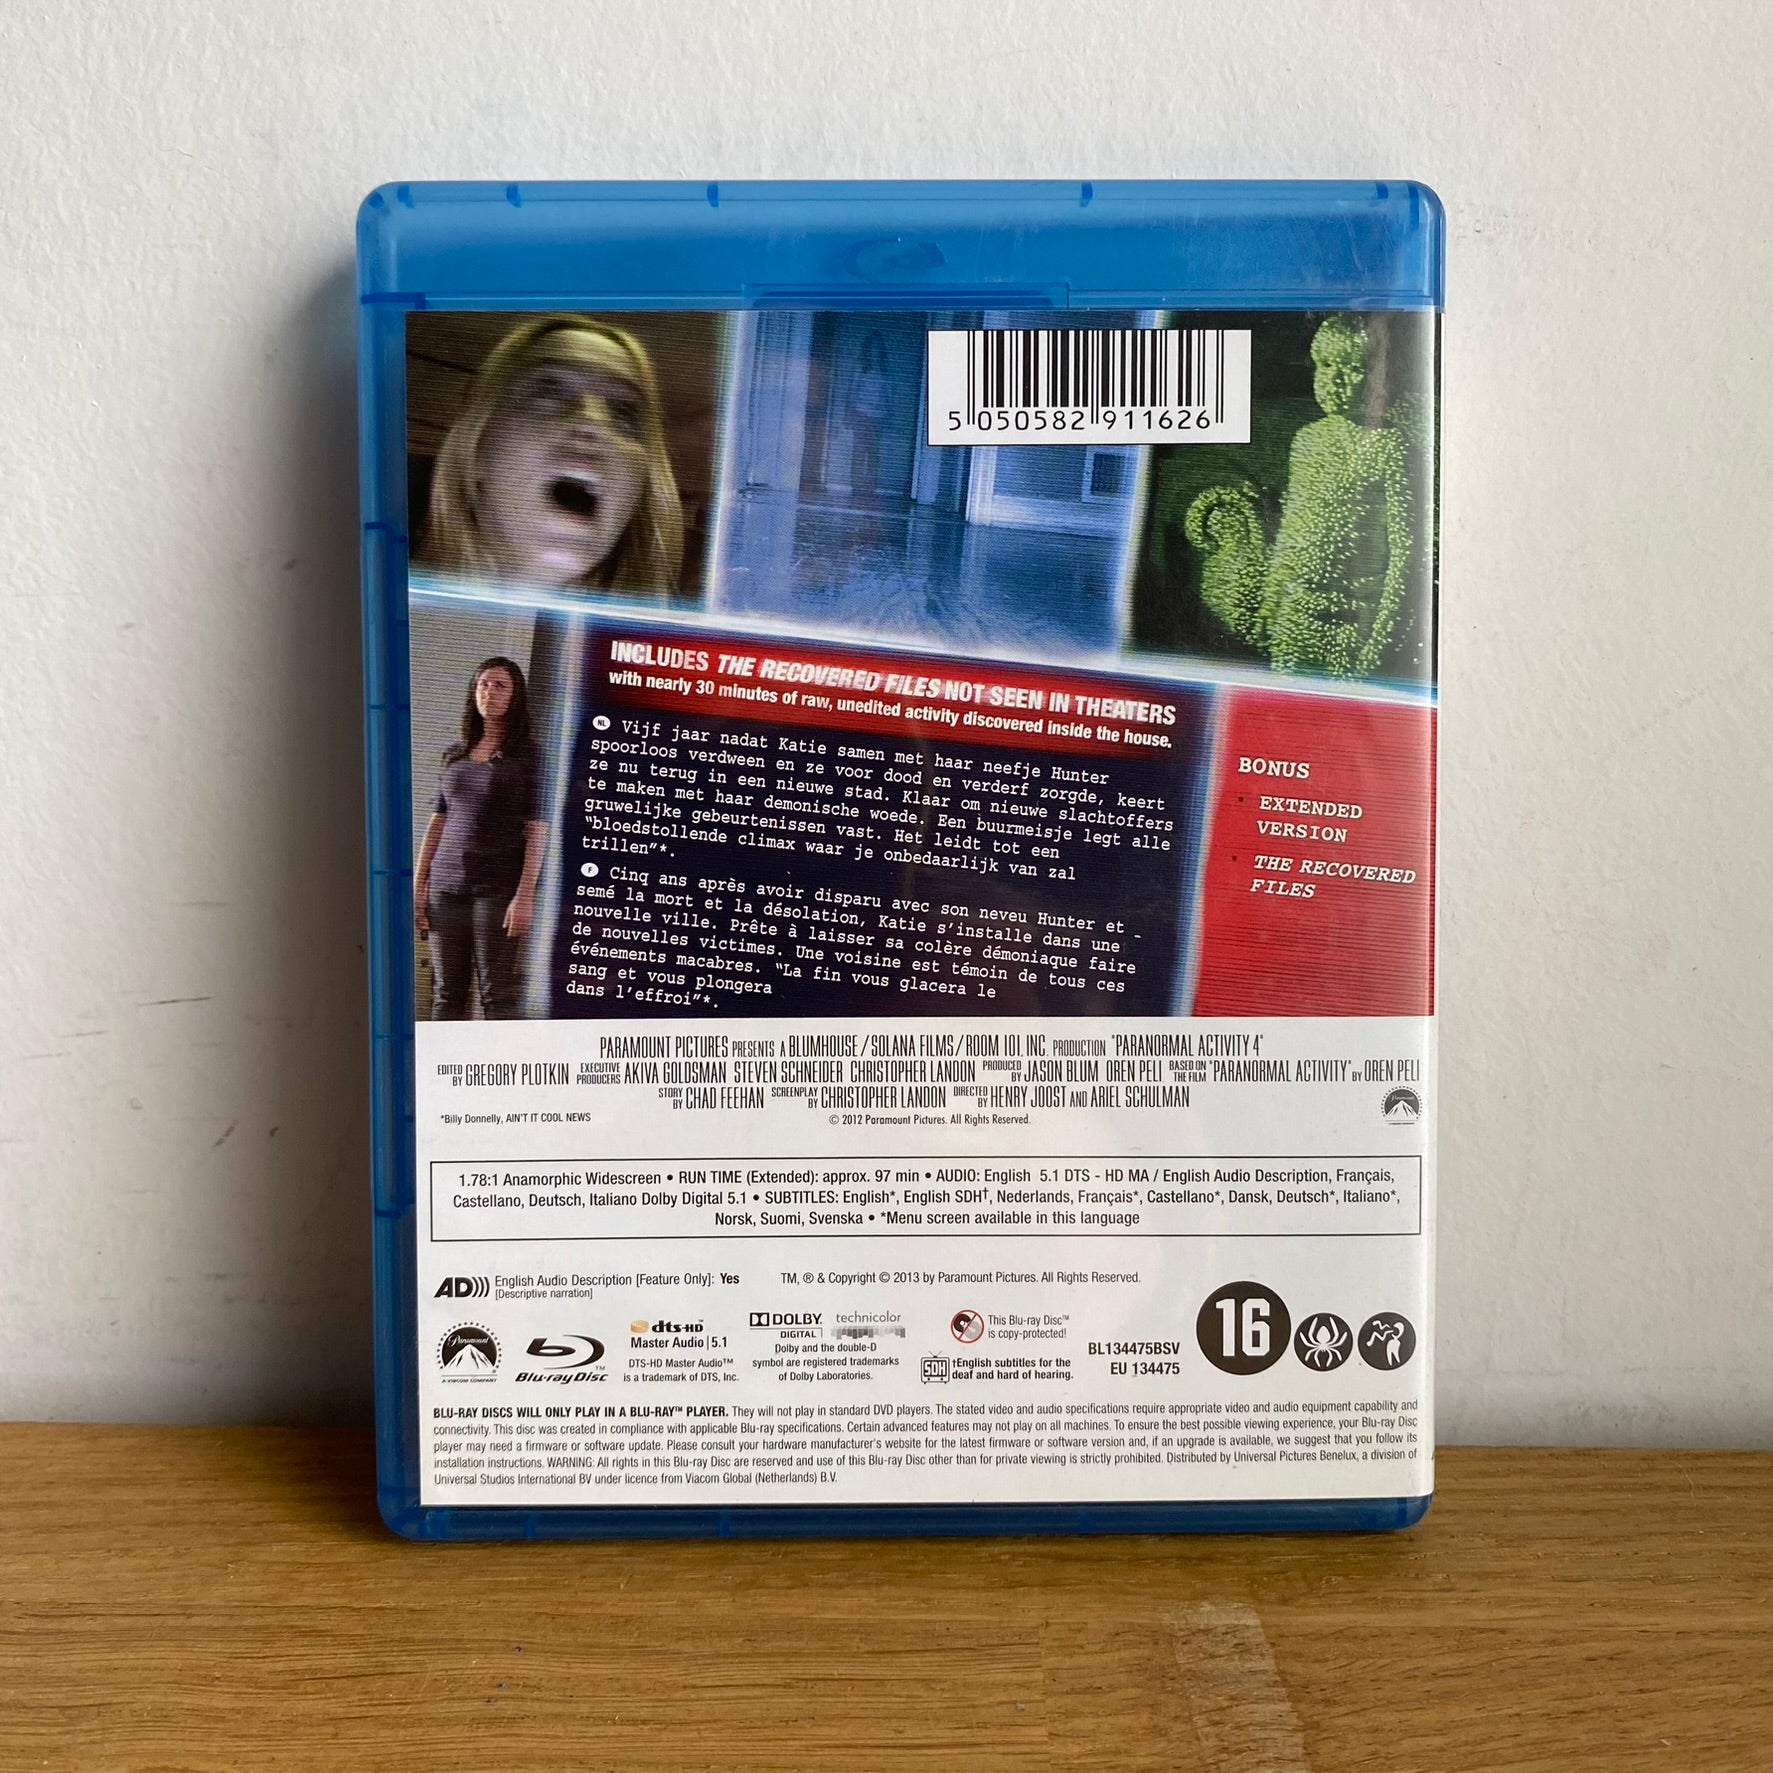 5 050582 911626
INCLUDES THE RECOVERED FILES NOT SEEN IN THEATERS
with nearly 30 minutes of raw, unedited activity discovered inside the house.
NL Vijf jaar nadat Katie samen met haar neefje Hunter
spoorloos verdween en ze voor dood en verderf zorgde, keert
ze nu terug in een nieuwe stad. Klaar om nieuwe slachtoffers
te maken met haar demonische woede. Een buurmeisje legt alle
gruwelijke gebeurtenissen vast. Het leidt tot een
"bloedstollende climax waar je onbedaarlijk van zal
trillen"*.
F Cinq ans après avoir disparu avec son neveu Hunter et -
semé la mort et la désolation, Katie s'installe dans une
nouvelle ville. Prête à laisser sa colère démoniaque faire
de nouvelles victimes. Une voisine est témoin de tous ces
événements macabres. "La fin vous glacera le
sang et vous plongera
dans l'effroi"*.
BONUS
EXTENDED
VERSION
THE RECOVERED
FILES
PARAMOUNT PICTURES PRESENTS A BLUMHOUSE / SOLANA FILMS / ROOM 101, INC. PRODUCTION "PARANORMAL ACTIVITY 4"
EDITED BY GREGORY PLOTKIN EXECUTIVE PRODUCERS AKIVA GOLDSMAN STEVEN SCHNEIDER CHRISTOPHER LANDON PRODUCED BY JASON BLUM OREN PELI BASED ON THE FILM "PARANORMAL ACTIVITY" BY OREN PELI
STORY BY CHAD FEEHAN SCREENPLAY BY CHRISTOPHER LANDON DIRECTED BY HENRY JOOST AND ARIEL SCHULMAN
*Billy Donnelly, AIN'T IT COOL NEWS
© 2012 Paramount Pictures. All Rights Reserved.
1.78:1 Anamorphic Widescreen • RUN TIME (Extended): approx. 97 min • AUDIO: English 5.1 DTS - HD MA / English Audio Description, Français,
Castellano, Deutsch, Italiano Dolby Digital 5.1 • SUBTITLES: English*, English SDH†, Nederlands, Français*, Castellano*, Dansk, Deutsch*, Italiano*,
Norsk, Suomi, Svenska • *Menu screen available in this language
AD))) English Audio Description [Feature Only]: Yes
[Descriptive narration]
TM, ® & Copyright © 2013 by Paramount Pictures. All Rights Reserved.
Paramount
A VIACOM COMPANY
Blu-ray Disc™
dts-HD
Master Audio | 5.1
DTS-HD Master Audio™
is a trademark of DTS, Inc.
DOLBY
DIGITAL
technicolor
Dolby and the double-D
symbol are registered trademarks
of Dolby Laboratories.
This Blu-ray Disc™
is copy-protected!
SDH †English subtitles for the
deaf and hard of hearing.
BL134475BSV
EU 134475
16
BLU-RAY DISCS WILL ONLY PLAY IN A BLU-RAY™ PLAYER. They will not play in standard DVD players. The stated video and audio specifications require appropriate video and audio equipment capability and
connectivity. This disc was created in compliance with applicable Blu-ray specifications. Certain advanced features may not play on all machines. To ensure the best possible viewing experience, your Blu-ray Disc
player may need a firmware or software update. Please consult your hardware manufacturer's website for the latest firmware or software version and, if an upgrade is available, we suggest that you follow its
installation instructions. WARNING: All rights in this Blu-ray Disc are reserved and use of this Blu-ray Disc other than for private viewing is strictly prohibited. Distributed by Universal Pictures Benelux, a division of
Universal Studios International BV under licence from Viacom Global (Netherlands) B.V.